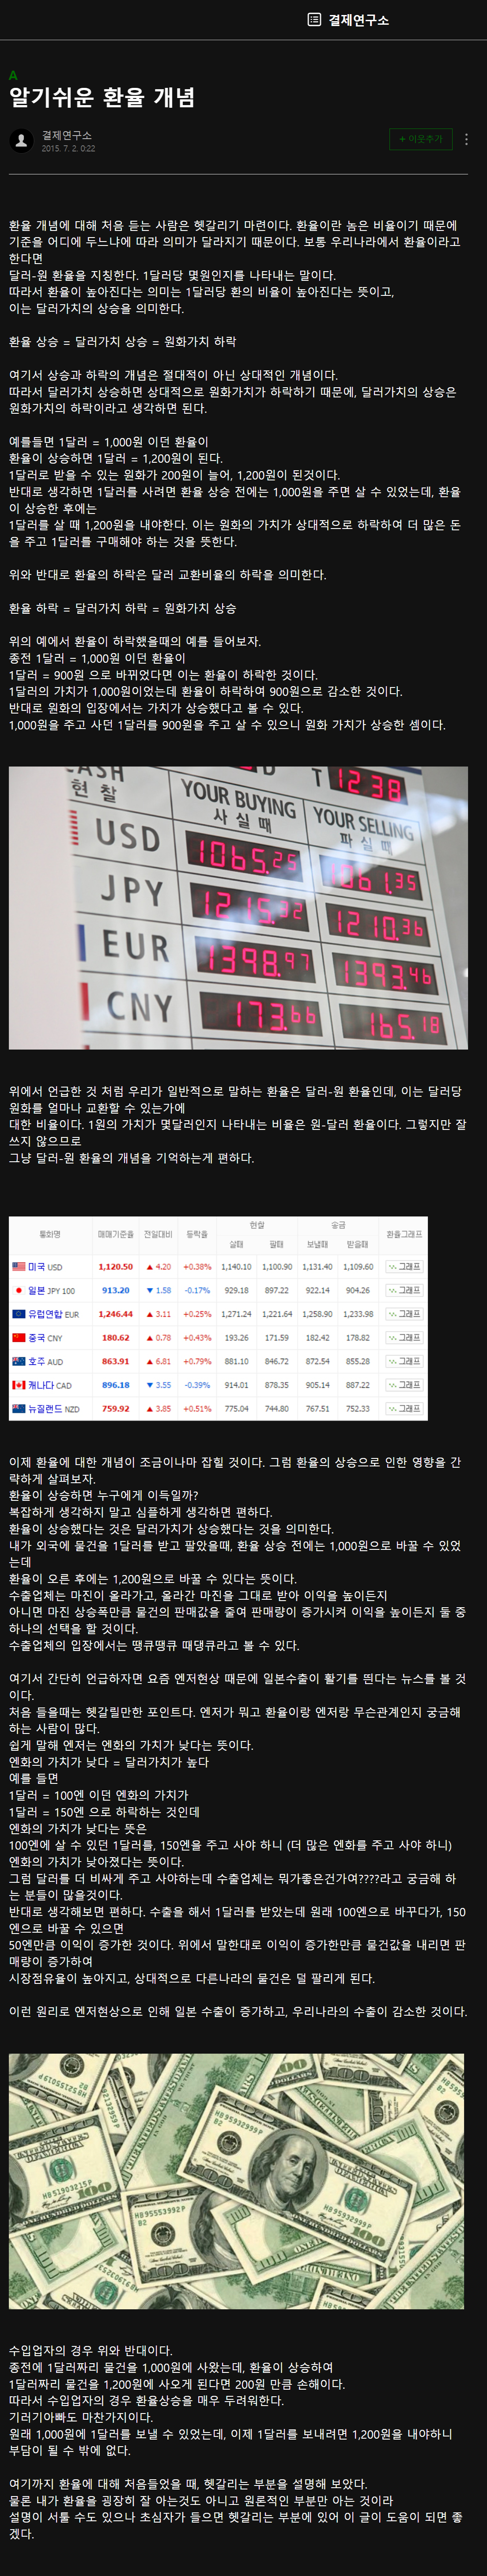 결제연구소
A
알기쉬운 환율 개념
결제연구소
+ 이웃추가
2015. 7. 2. 0:22
환율 개념에 대해 처음 듣는 사람은 헷갈리기 마련이다. 환율이란 놈은 비율이기 때문에
기준을 어디에 두느냐에 따라 의미가 달라지기 때문이다. 보통 우리나라에서 환율이라고
한다면
달러-원 환율을 지칭한다. 1달러당 몇원인지를 나타내는 말이다.
따라서 환율이 높아진다는 의미는 1달러당 환의 비율이 높아진다는 뜻이고,
이는 달러가치의 상승을 의미한다.
환율 상승 = 달러가치 상승 = 원화가치 하락
여기서 상승과 하락의 개념은 절대적이 아닌 상대적인 개념이다.
따라서 달러가치 상승하면 상대적으로 원화가치가 하락하기 때문에, 달러가치의 상승은
원화가치의 하락이라고 생각하면 된다.
예를들면 1달러 = 1,000원 이던 환율이
환율이 상승하면 1달러 = 1,200원이 된다.
1달러로 받을 수 있는 원화가 200원이 늘어, 1,200원이 된것이다.
반대로 생각하면 1달러를 사려면 환율 상승 전에는 1,000원을 주면 살 수 있었는데, 환율
이 상승한 후에는
1달러를 살 때 1,200원을 내야한다. 이는 원화의 가치가 상대적으로 하락하여 더 많은 돈
을 주고 1달러를 구매해야 하는 것을 뜻한다.
위와 반대로 환율의 하락은 달러 교환비율의 하락을 의미한다.
환율 하락 = 달러가치 하락 = 원화가치 상승
위의 예에서 환율이 하락했을때의 예를 들어보자.
종전 1달러 = 1,000원 이던 환율이
1달러 = 900원 으로 바뀌었다면 이는 환율이 하락한 것이다.
1달러의 가치가 1,000원이었는데 환율이 하락하여 900원으로 감소한 것이다.
반대로 원화의 입장에서는 가치가 상승했다고 볼 수 있다.
1,000원을 주고 사던 1달러를 900원을 주고 살 수 있으니 원화 가치가 상승한 셈이다.
CASH
현 찰
T 12.38
YOUR BUYING
사실 때
YOUR SELLING
파실 때
USD 1065.25 1061.35
JPY 1215.32 1210.36
EUR 1398.97 1393.46
CNY 173.66 165.18
위에서 언급한 것 처럼 우리가 일반적으로 말하는 환율은 달러-원 환율인데, 이는 달러당
원화를 얼마나 교환할 수 있는가에
대한 비율이다. 1원의 가치가 몇달러인지 나타내는 비율은 원-달러 환율이다. 그렇지만 잘
쓰지 않으므로
그냥 달러-원 환율의 개념을 기억하는게 편하다.
통화명 매매기준율 전일대비 등락율 현찰 송금 환율그래프
살때 팔때 보낼때 받을때
미국 USD 1,120.50 ▲ 4.20 +0.38% 1,140.10 1,100.90 1,131.40 1,109.60 그래프
일본 JPY 100 913.20 ▼ 1.58 -0.17% 929.18 897.22 922.14 904.26 그래프
유럽연합 EUR 1,246.44 ▲ 3.11 +0.25% 1,271.24 1,221.64 1,258.90 1,233.98 그래프
중국 CNY 180.62 ▲ 0.78 +0.43% 193.26 171.59 182.42 178.82 그래프
호주 AUD 863.91 ▲ 6.81 +0.79% 881.10 846.72 872.54 855.28 그래프
캐나다 CAD 896.18 ▼ 3.55 -0.39% 914.01 878.35 905.14 887.22 그래프
뉴질랜드 NZD 759.92 ▲ 3.85 +0.51% 775.04 744.80 767.51 752.33 그래프
이제 환율에 대한 개념이 조금이나마 잡힐 것이다. 그럼 환율의 상승으로 인한 영향을 간
략하게 살펴보자.
환율이 상승하면 누구에게 이득일까?
복잡하게 생각하지 말고 심플하게 생각하면 편하다.
환율이 상승했다는 것은 달러가치가 상승했다는 것을 의미한다.
내가 외국에 물건을 1달러를 받고 팔았을때, 환율 상승 전에는 1,000원으로 바꿀 수 있었
는데
환율이 오른 후에는 1,200원으로 바꿀 수 있다는 뜻이다.
수출업체는 마진이 올라가고, 올라간 마진을 그대로 받아 이익을 높이든지
아니면 마진 상승폭만큼 물건의 판매값을 줄여 판매량이 증가시켜 이익을 높이든지 둘 중
하나의 선택을 할 것이다.
수출업체의 입장에서는 땡큐땡큐 때댕큐라고 볼 수 있다.
여기서 간단히 언급하자면 요즘 엔저현상 때문에 일본수출이 활기를 띈다는 뉴스를 볼 것
이다.
처음 들을때는 헷갈릴만한 포인트다. 엔저가 뭐고 환율이랑 엔저랑 무슨관계인지 궁금해
하는 사람이 많다.
쉽게 말해 엔저는 엔화의 가치가 낮다는 뜻이다.
엔화의 가치가 낮다 = 달러가치가 높다
예를 들면
1달러 = 100엔 이던 엔화의 가치가
1달러 = 150엔 으로 하락하는 것인데
엔화의 가치가 낮다는 뜻은
100엔에 살 수 있던 1달러를, 150엔을 주고 사야 하니 (더 많은 엔화를 주고 사야 하니)
엔화의 가치가 낮아졌다는 뜻이다.
그럼 달러를 더 비싸게 주고 사야하는데 수출업체는 뭐가좋은건가여????라고 궁금해 하
는 분들이 많을것이다.
반대로 생각해보면 편하다. 수출을 해서 1달러를 받았는데 원래 100엔으로 바꾸다가, 150
엔으로 바꿀 수 있으면
50엔만큼 이익이 증가한 것이다. 위에서 말한대로 이익이 증가한만큼 물건값을 내리면 판
매량이 증가하여
시장점유율이 높아지고, 상대적으로 다른나라의 물건은 덜 팔리게 된다.
이런 원리로 엔저현상으로 인해 일본 수출이 증가하고, 우리나라의 수출이 감소한 것이다.
수입업자의 경우 위와 반대이다.
종전에 1달러짜리 물건을 1,000원에 사왔는데, 환율이 상승하여
1달러짜리 물건을 1,200원에 사오게 된다면 200원 만큼 손해이다.
따라서 수입업자의 경우 환율상승을 매우 두려워한다.
기러기아빠도 마찬가지이다.
원래 1,000원에 1달러를 보낼 수 있었는데, 이제 1달러를 보내려면 1,200원을 내야하니
부담이 될 수 밖에 없다.
여기까지 환율에 대해 처음들었을 때, 헷갈리는 부분을 설명해 보았다.
물론 내가 환율을 굉장히 잘 아는것도 아니고 원론적인 부분만 아는 것이라
설명이 서툴 수도 있으나 초심자가 들으면 헷갈리는 부분에 있어 이 글이 도움이 되면 좋
겠다.